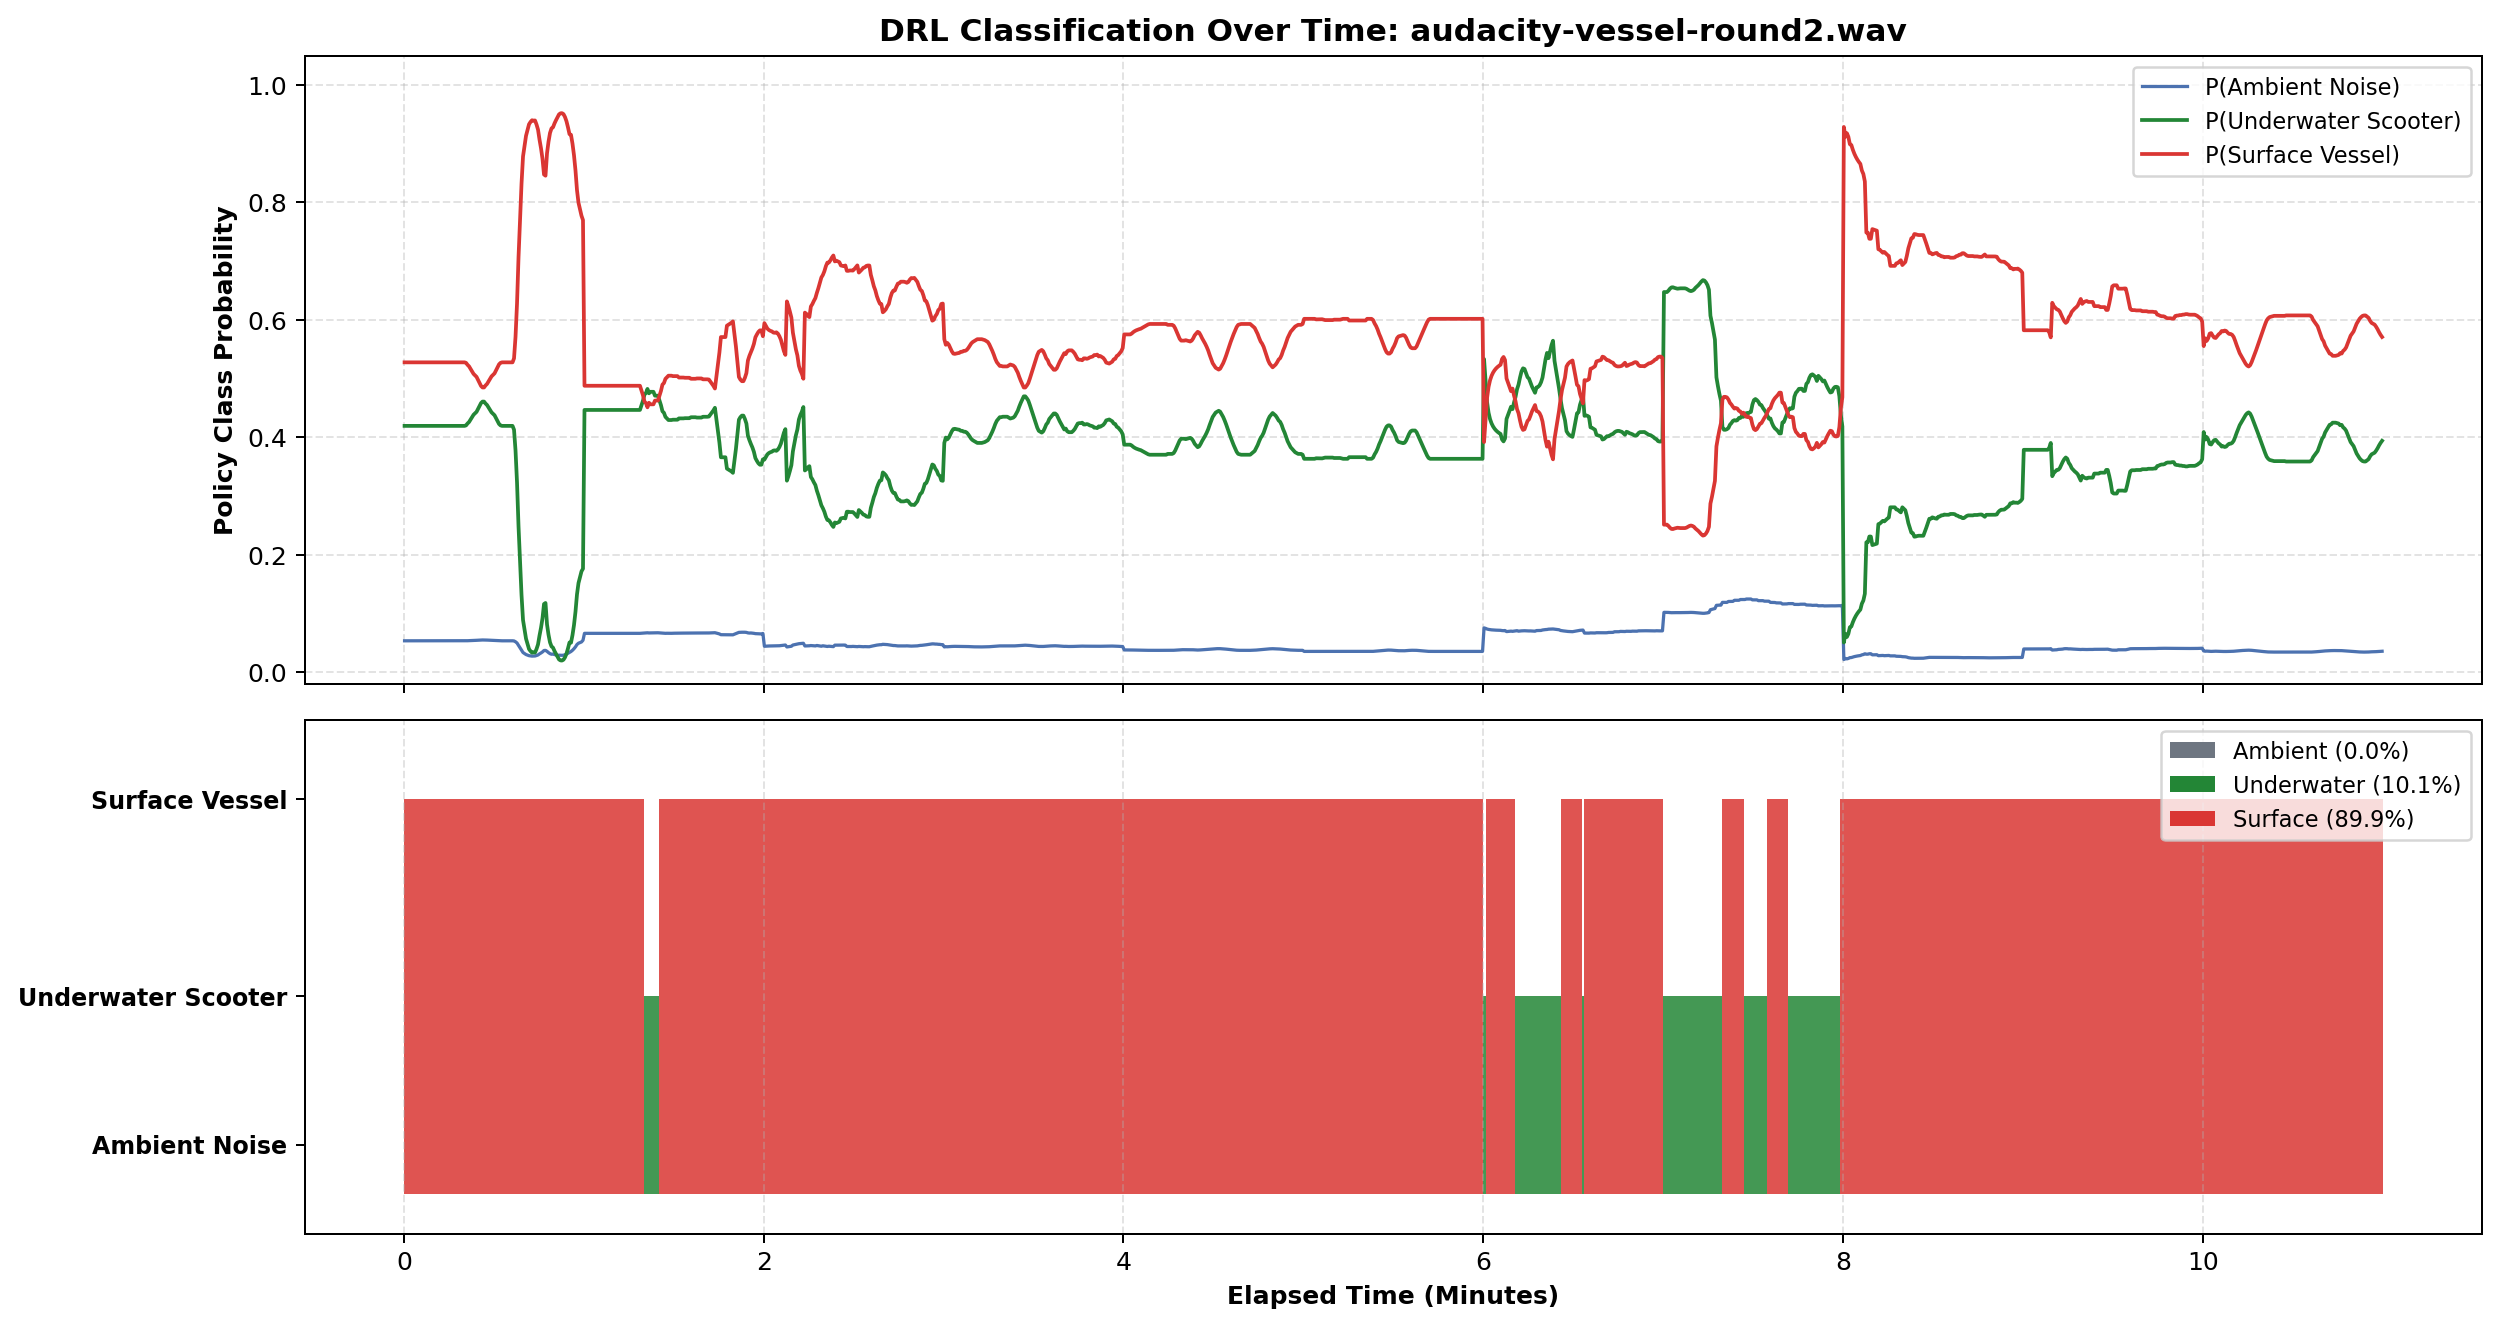 DRL Classification Over Time: audacity-vessel-round2.wav
Policy Class Probability
1.0
0.8
0.6
0.4
0.2
0.0
P(Ambient Noise)
P(Underwater Scooter)
P(Surface Vessel)
Surface Vessel
Underwater Scooter
Ambient Noise
Ambient (0.0%)
Underwater (10.1%)
Surface (89.9%)
0 2 4 6 8 10
Elapsed Time (Minutes)